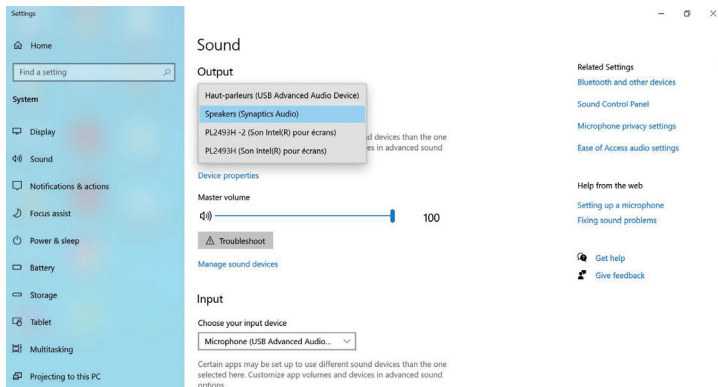 Settings
Home
Find a setting
System
Display
Sound
Notifications & actions
Focus assist
Power & sleep
Battery
Storage
Tablet
Multitasking
Projecting to this PC
Sound
Output
Haut-parleurs (USB Advanced Audio Device)
Speakers (Synaptics Audio)
PL2493H -2 (Son Intel(R) pour écrans)
PL2493H (Son Intel(R) pour écrans)
d devices than the one
es in advanced sound
Device properties
Master volume
100
Troubleshoot
Manage sound devices
Input
Choose your input device
Microphone (USB Advanced Audio...
Certain apps may be set up to use different sound devices than the one
selected here. Customize app volumes and devices in advanced sound
options.
Related Settings
Bluetooth and other devices
Sound Control Panel
Microphone privacy settings
Ease of Access audio settings
Help from the web
Setting up a microphone
Fixing sound problems
Get help
Give feedback